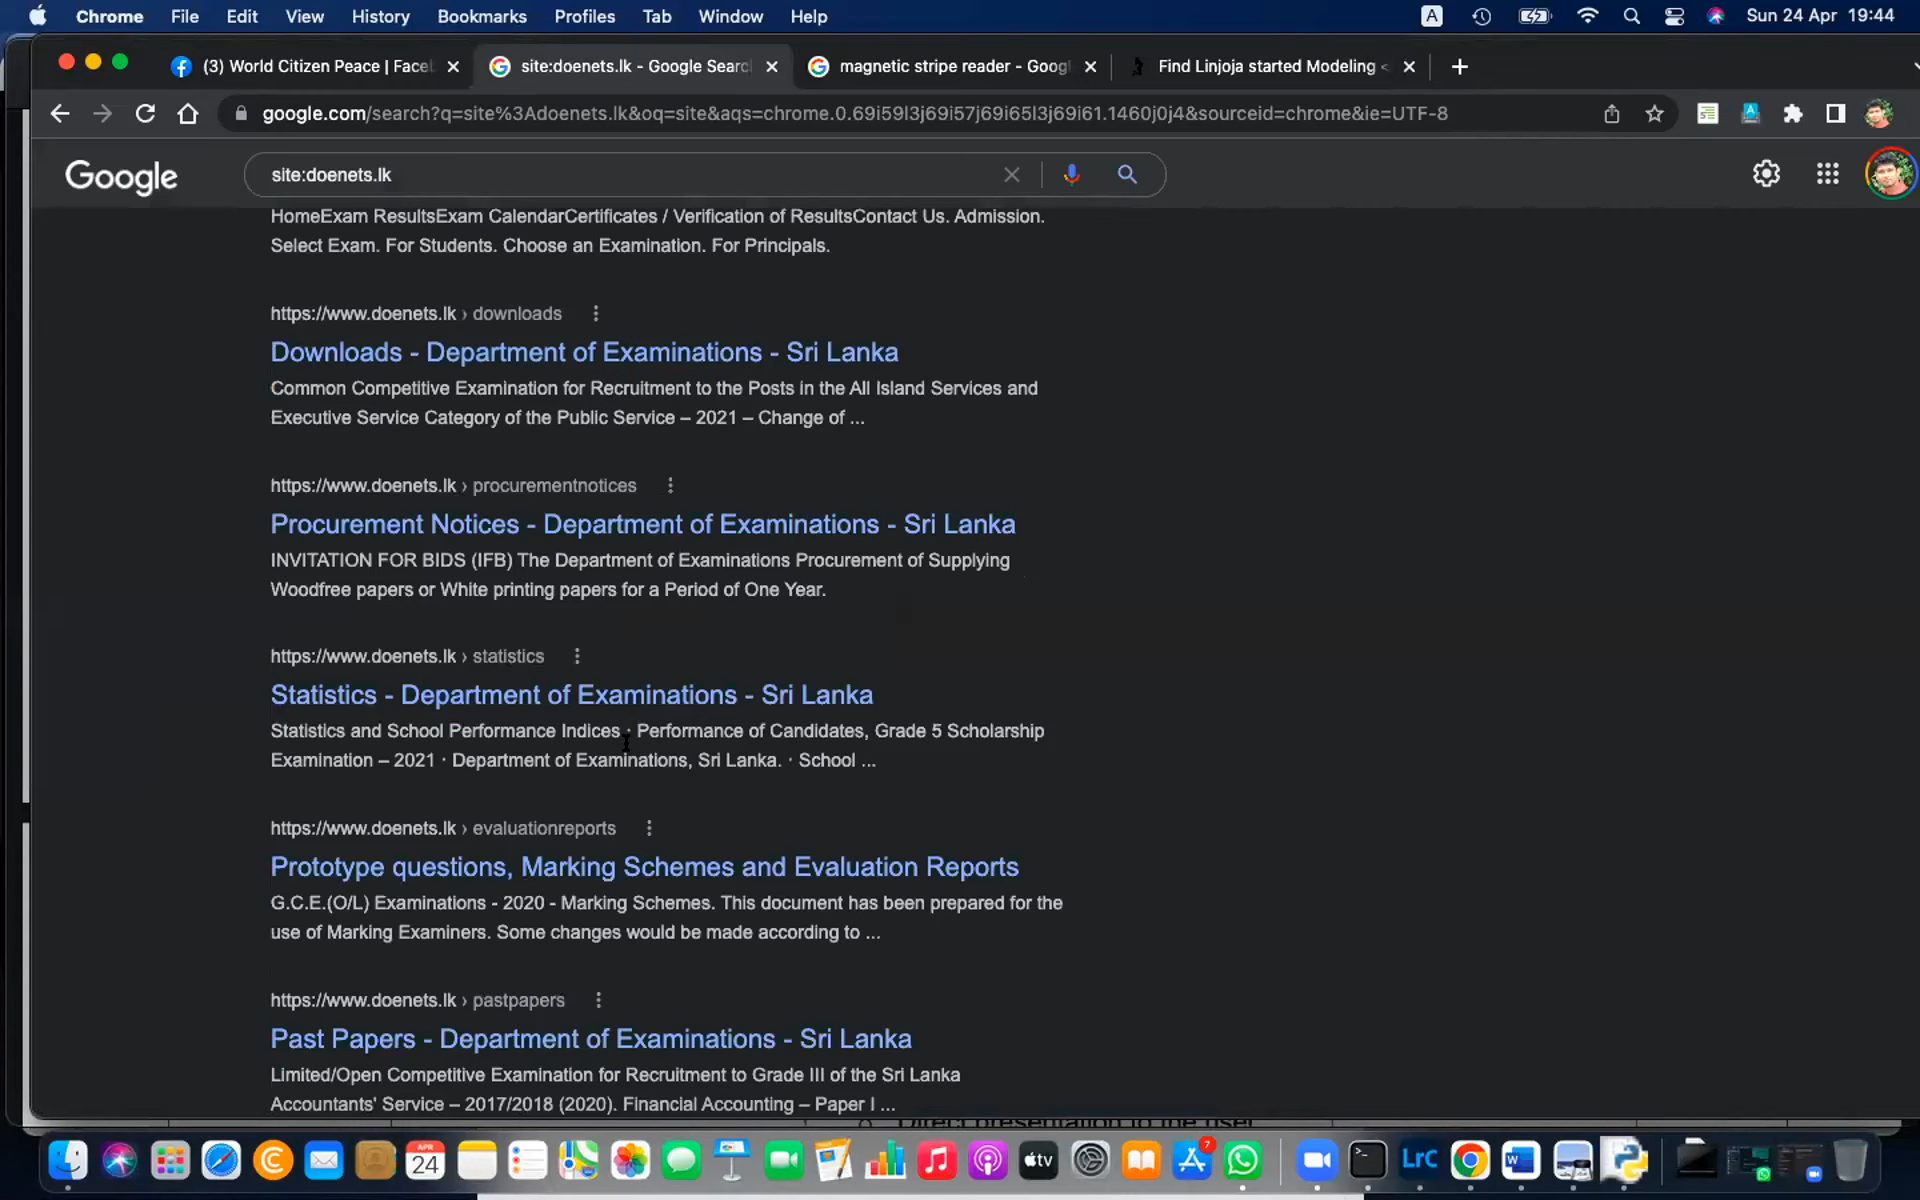 Chrome File Edit View History Bookmarks Profiles Tab Window Help A Sun 24 Apr 19:44
(3) World Citizen Peace | Face site:doenets.lk - Google Searc magnetic stripe reader - Goog Find Linjoja started Modeling <
google.com/search?q=site%3Adoenets.lk&oq=site&aqs=chrome.0.69i59l3j69i57j69i65l3j69i61.1460j0j4&sourceid=chrome&ie=UTF-8
Google site:doenets.lk
HomeExam ResultsExam CalendarCertificates / Verification of ResultsContact Us. Admission.
Select Exam. For Students. Choose an Examination. For Principals.
https://www.doenets.lk › downloads
Downloads - Department of Examinations - Sri Lanka
Common Competitive Examination for Recruitment to the Posts in the All Island Services and
Executive Service Category of the Public Service – 2021 – Change of ...
https://www.doenets.lk › procurementnotices
Procurement Notices - Department of Examinations - Sri Lanka
INVITATION FOR BIDS (IFB) The Department of Examinations Procurement of Supplying
Woodfree papers or White printing papers for a Period of One Year.
https://www.doenets.lk › statistics
Statistics - Department of Examinations - Sri Lanka
Statistics and School Performance Indices · Performance of Candidates, Grade 5 Scholarship
Examination – 2021 · Department of Examinations, Sri Lanka. · School ...
https://www.doenets.lk › evaluationreports
Prototype questions, Marking Schemes and Evaluation Reports
G.C.E.(O/L) Examinations - 2020 - Marking Schemes. This document has been prepared for the
use of Marking Examiners. Some changes would be made according to ...
https://www.doenets.lk › pastpapers
Past Papers - Department of Examinations - Sri Lanka
Limited/Open Competitive Examination for Recruitment to Grade III of the Sri Lanka
Accountants' Service – 2017/2018 (2020). Financial Accounting – Paper I ...
Direct presentation to the user
APR
24
tv
7
LrC
W